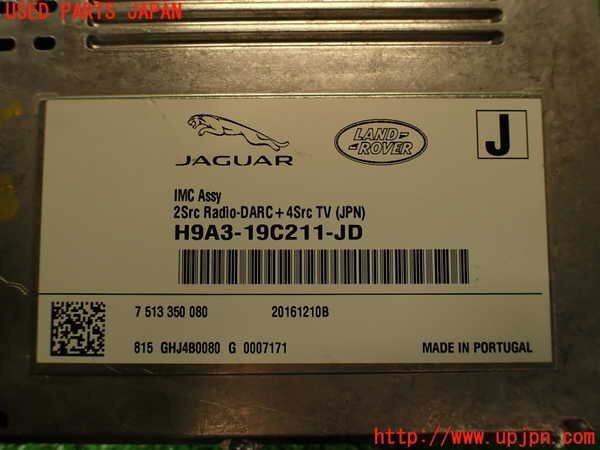 USED PARTS JAPAN
JAGUAR
LAND-
-ROVER
J
IMC Assy
2Src Radio-DARC+4Src TV (JPN)
H9A3-19C211-JD
7 513 350 080 20161210B
815 GHJ4B0080 G 0007171 MADE IN PORTUGAL
http://www.upjpn.com/